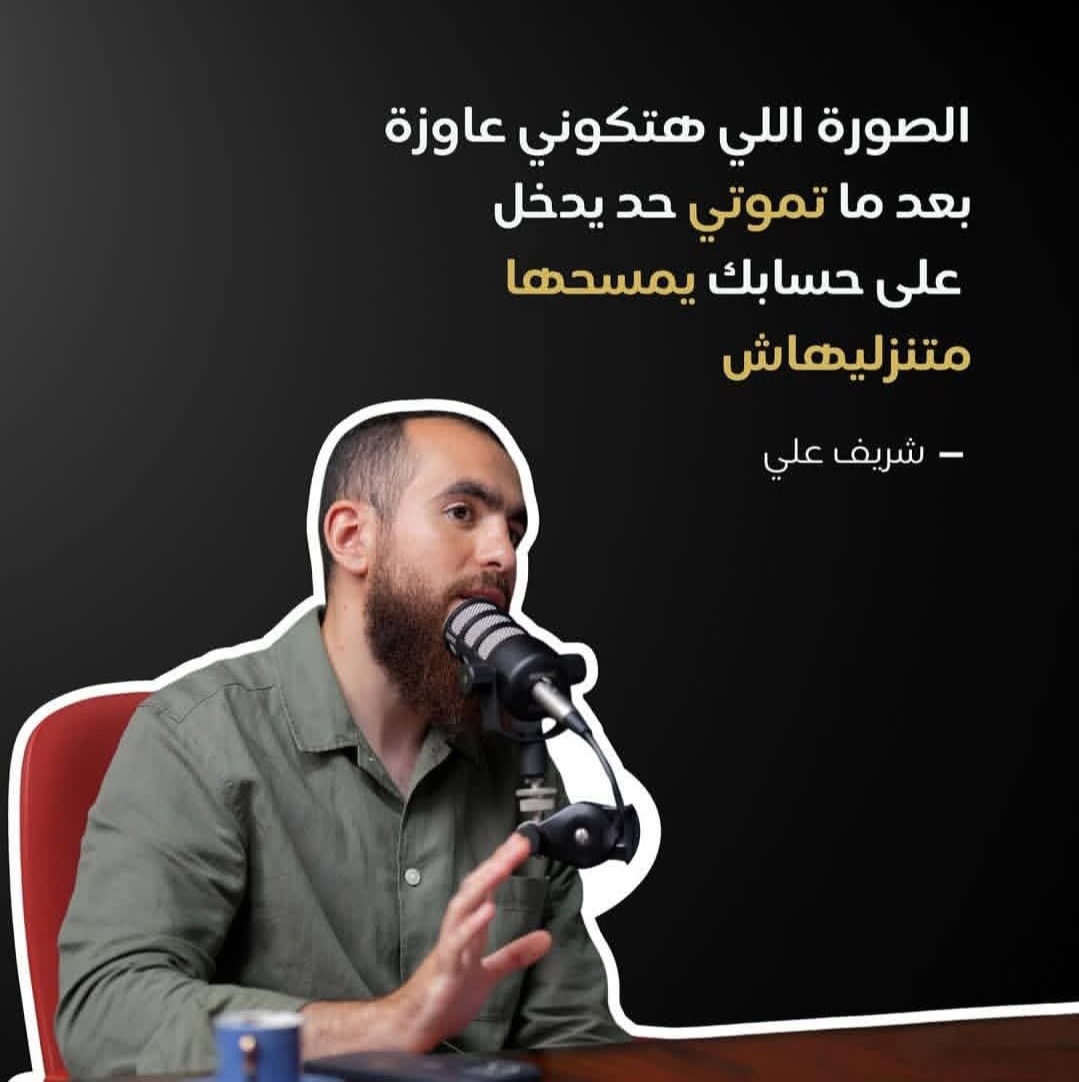 الصورة اللي هتكوني عاوزة
بعد ما تموتي حد يدخل
على حسابك يمسحها
متنزليهاش
– شريف علي